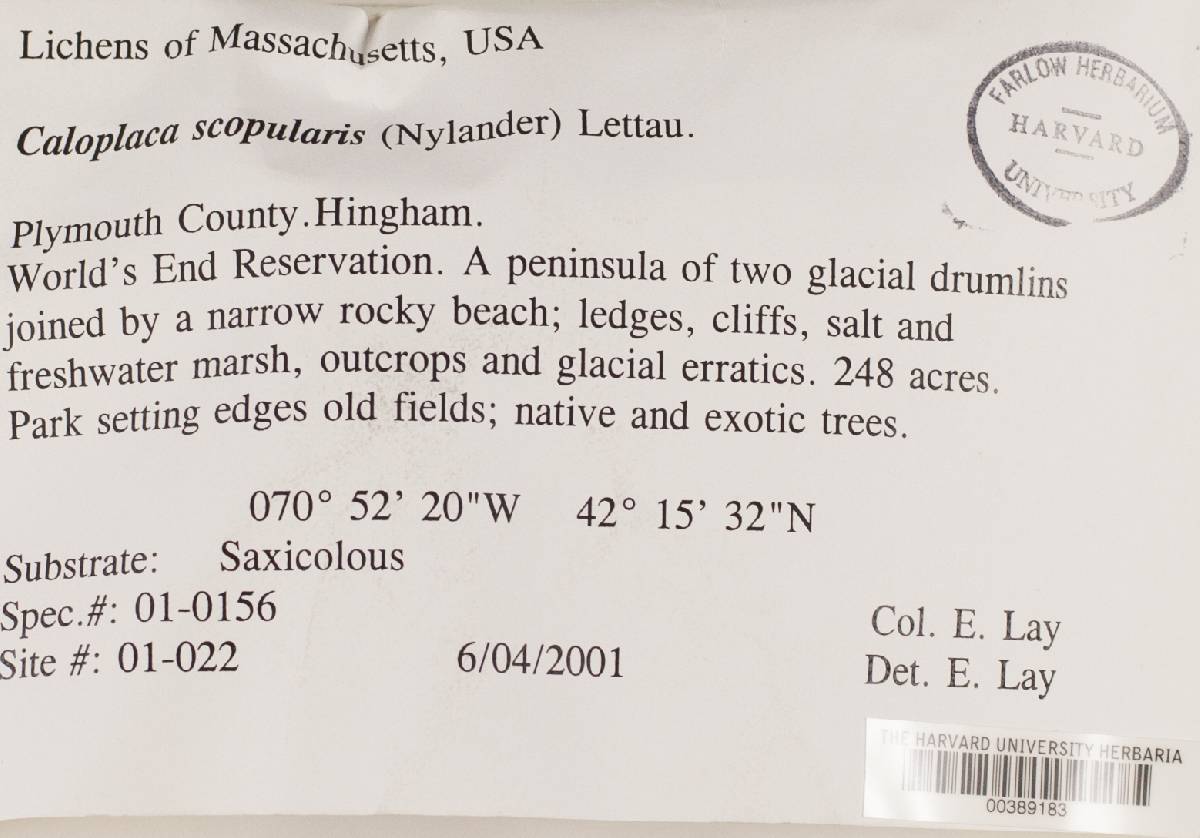 Lichens of Massachusetts, USA
FARLOW HERBARIUM
HARVARD
UNIVERSITY
Caloplaca scopularis (Nylander) Lettau.
Plymouth County.Hingham.
World’s End Reservation. A peninsula of two glacial drumlins
joined by a narrow rocky beach; ledges, cliffs, salt and
freshwater marsh, outcrops and glacial erratics. 248 acres.
Park setting edges old fields; native and exotic trees.
070° 52’ 20"W 42° 15’ 32"N
Substrate: Saxicolous
Spec.#: 01-0156
Site #: 01-022 6/04/2001
Col. E. Lay
Det. E. Lay
THE HARVARD UNIVERSITY HERBARIA
00389183